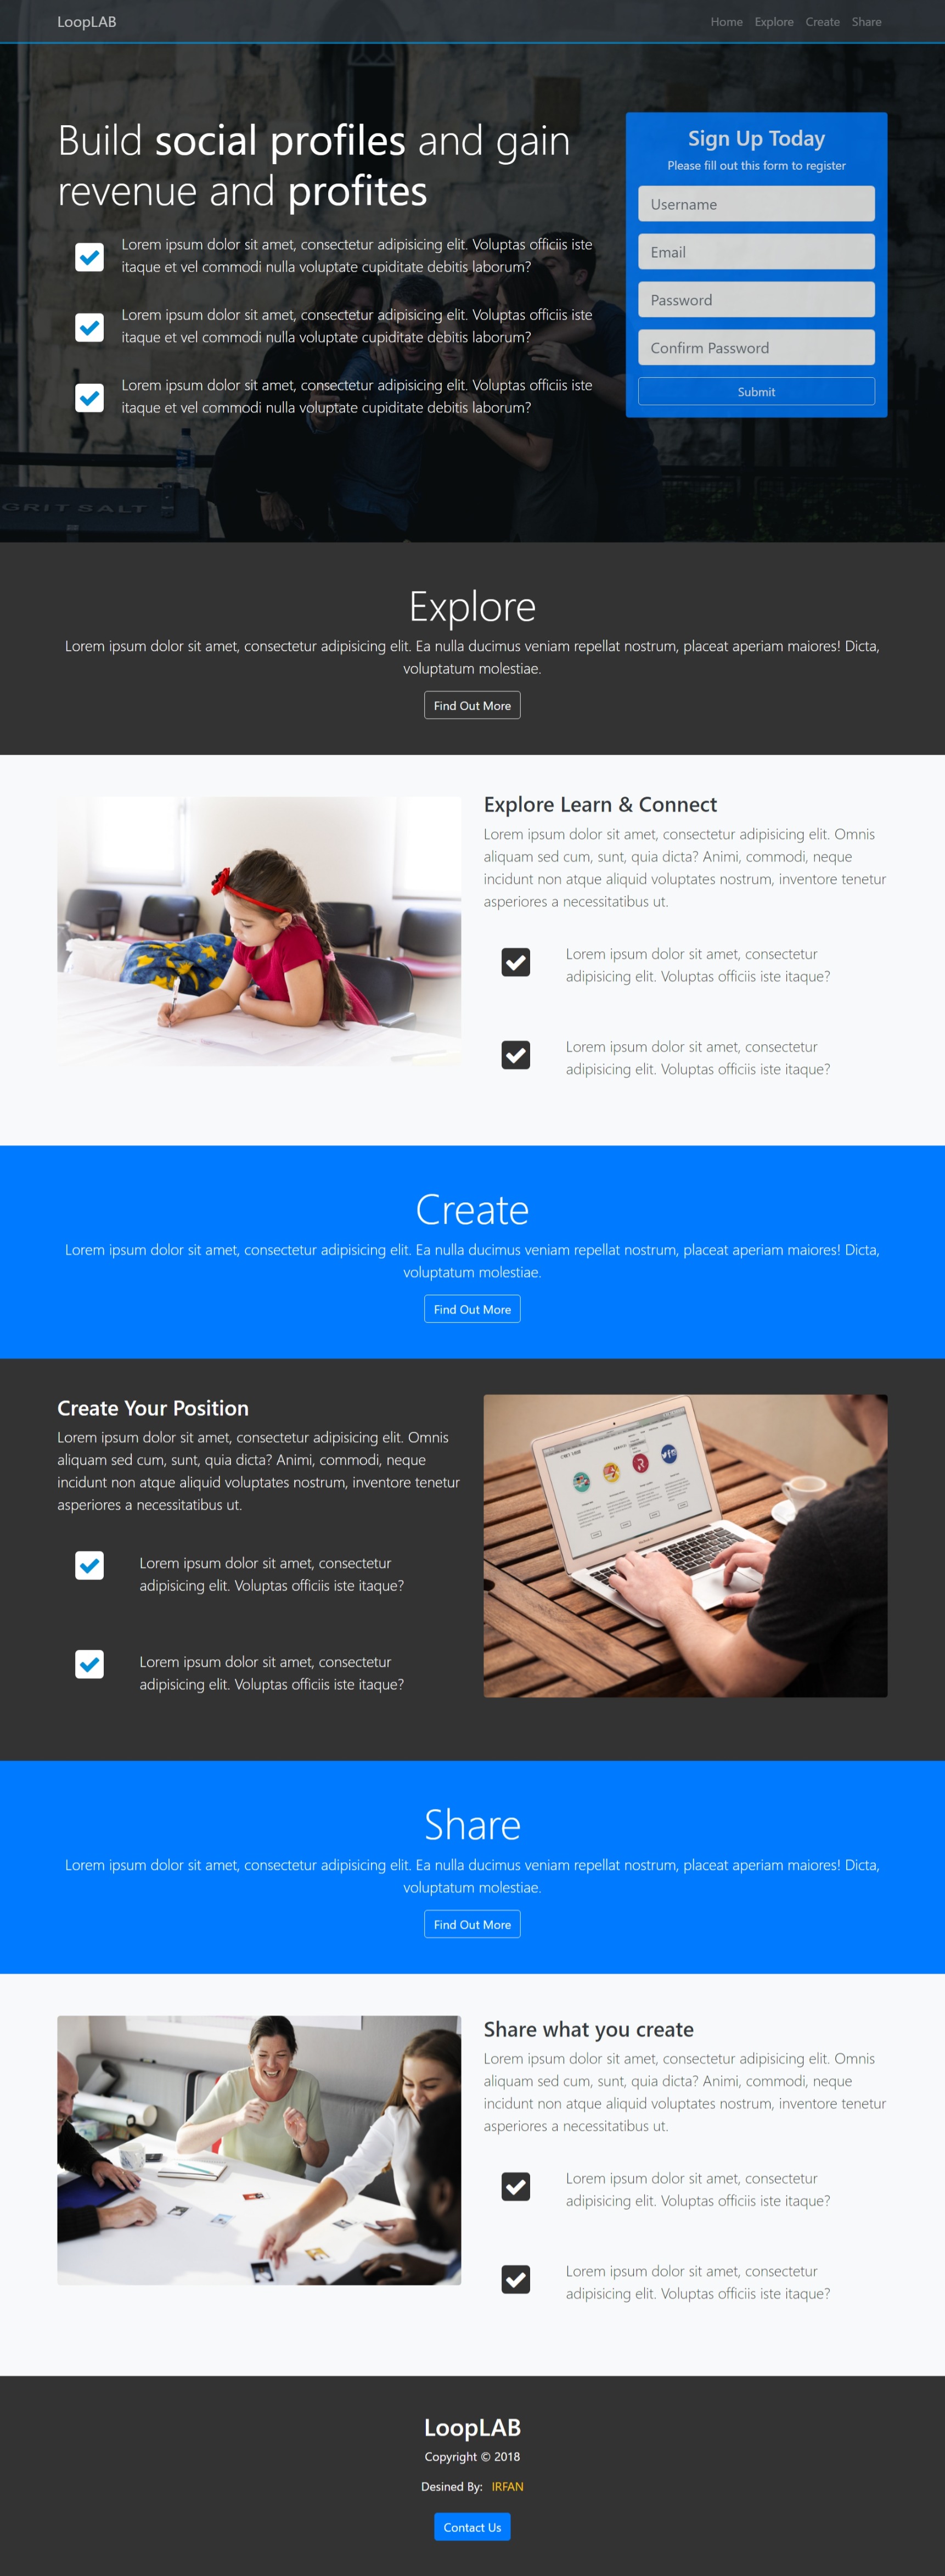 LoopLAB
Home Explore Create Share
Build social profiles and gain
revenue and profites
Lorem ipsum dolor sit amet, consectetur adipisicing elit. Voluptas officiis iste
itaque et vel commodi nulla voluptate cupiditate debitis laborum?
Lorem ipsum dolor sit amet, consectetur adipisicing elit. Voluptas officiis iste
itaque et vel commodi nulla voluptate cupiditate debitis laborum?
Lorem ipsum dolor sit amet, consectetur adipisicing elit. Voluptas officiis iste
itaque et vel commodi nulla voluptate cupiditate debitis laborum?
Sign Up Today
Please fill out this form to register
Username
Email
Password
Confirm Password
Submit
GRIT SALT
Explore
Lorem ipsum dolor sit amet, consectetur adipisicing elit. Ea nulla ducimus veniam repellat nostrum, placeat aperiam maiores! Dicta,
voluptatum molestiae.
Find Out More
Explore Learn & Connect
Lorem ipsum dolor sit amet, consectetur adipisicing elit. Omnis
aliquam sed cum, sunt, quia dicta? Animi, commodi, neque
incidunt non atque aliquid voluptates nostrum, inventore tenetur
asperiores a necessitatibus ut.
Lorem ipsum dolor sit amet, consectetur
adipisicing elit. Voluptas officiis iste itaque?
Lorem ipsum dolor sit amet, consectetur
adipisicing elit. Voluptas officiis iste itaque?
Create
Lorem ipsum dolor sit amet, consectetur adipisicing elit. Ea nulla ducimus veniam repellat nostrum, placeat aperiam maiores! Dicta,
voluptatum molestiae.
Find Out More
Create Your Position
Lorem ipsum dolor sit amet, consectetur adipisicing elit. Omnis
aliquam sed cum, sunt, quia dicta? Animi, commodi, neque
incidunt non atque aliquid voluptates nostrum, inventore tenetur
asperiores a necessitatibus ut.
Lorem ipsum dolor sit amet, consectetur
adipisicing elit. Voluptas officiis iste itaque?
Lorem ipsum dolor sit amet, consectetur
adipisicing elit. Voluptas officiis iste itaque?
Share
Lorem ipsum dolor sit amet, consectetur adipisicing elit. Ea nulla ducimus veniam repellat nostrum, placeat aperiam maiores! Dicta,
voluptatum molestiae.
Find Out More
Share what you create
Lorem ipsum dolor sit amet, consectetur adipisicing elit. Omnis
aliquam sed cum, sunt, quia dicta? Animi, commodi, neque
incidunt non atque aliquid voluptates nostrum, inventore tenetur
asperiores a necessitatibus ut.
Lorem ipsum dolor sit amet, consectetur
adipisicing elit. Voluptas officiis iste itaque?
Lorem ipsum dolor sit amet, consectetur
adipisicing elit. Voluptas officiis iste itaque?
LoopLAB
Copyright © 2018
Desined By: IRFAN
Contact Us